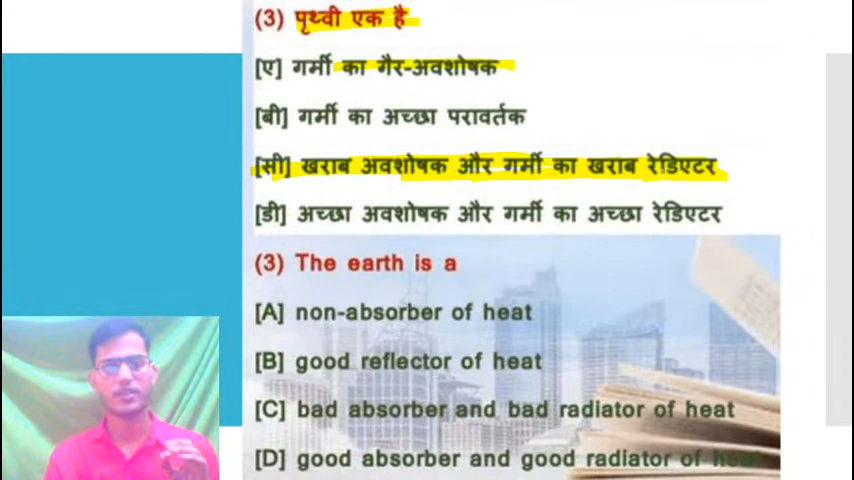 (3) पृथ्वी एक है
[ए] गर्मी का गैर-अवशोषक
[बी] गर्मी का अच्छा परावर्तक
[सी] खराब अवशोषक और गर्मी का खराब रेडिएटर
[डी] अच्छा अवशोषक और गर्मी का अच्छा रेडिएटर
(3) The earth is a
[A] non-absorber of heat
[B] good reflector of heat
[C] bad absorber and bad radiator of heat
[D] good absorber and good radiator of heat